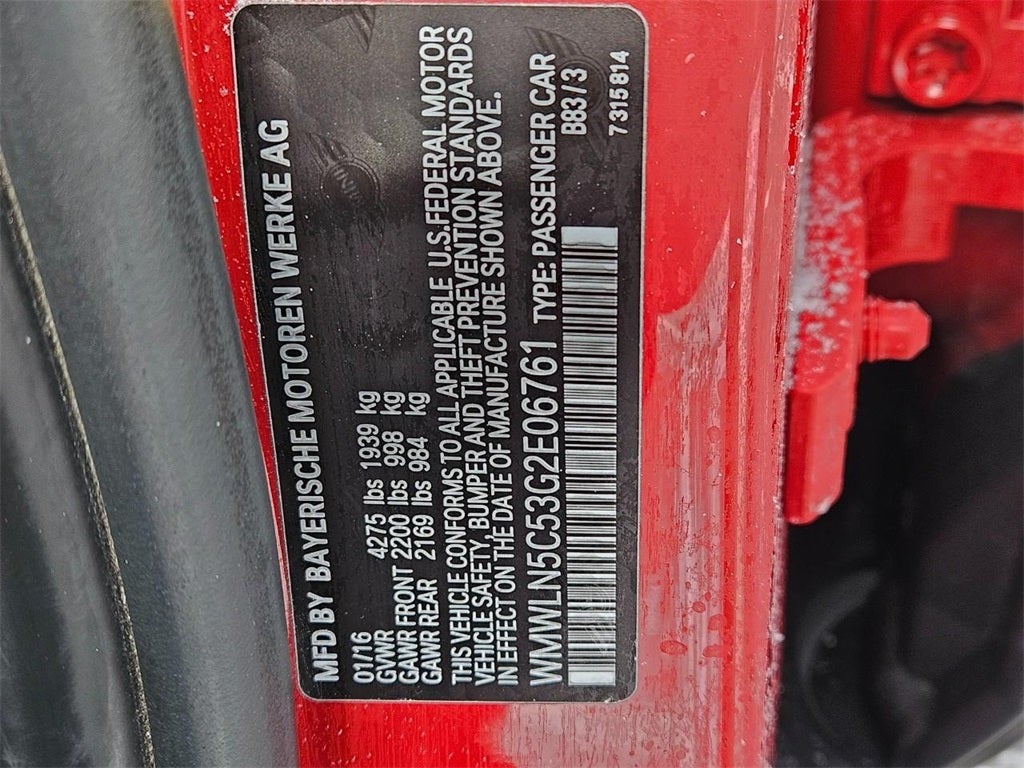 MFD BY BAYERISCHE MOTOREN WERKE AG
01/16
GVWR 4275 lbs 1939 kg
GAWR FRONT 2200 lbs 998 kg
GAWR REAR 2169 lbs 984 kg
THIS VEHICLE CONFORMS TO ALL APPLICABLE U.S.FEDERAL MOTOR
VEHICLE SAFETY, BUMPER AND THEFT PREVENTION STANDARDS
IN EFFECT ON THE DATE OF MANUFACTURE SHOWN ABOVE.
WMWLN5C53G2E06761 TYPE: PASSENGER CAR
B83/3
7315814
MINI